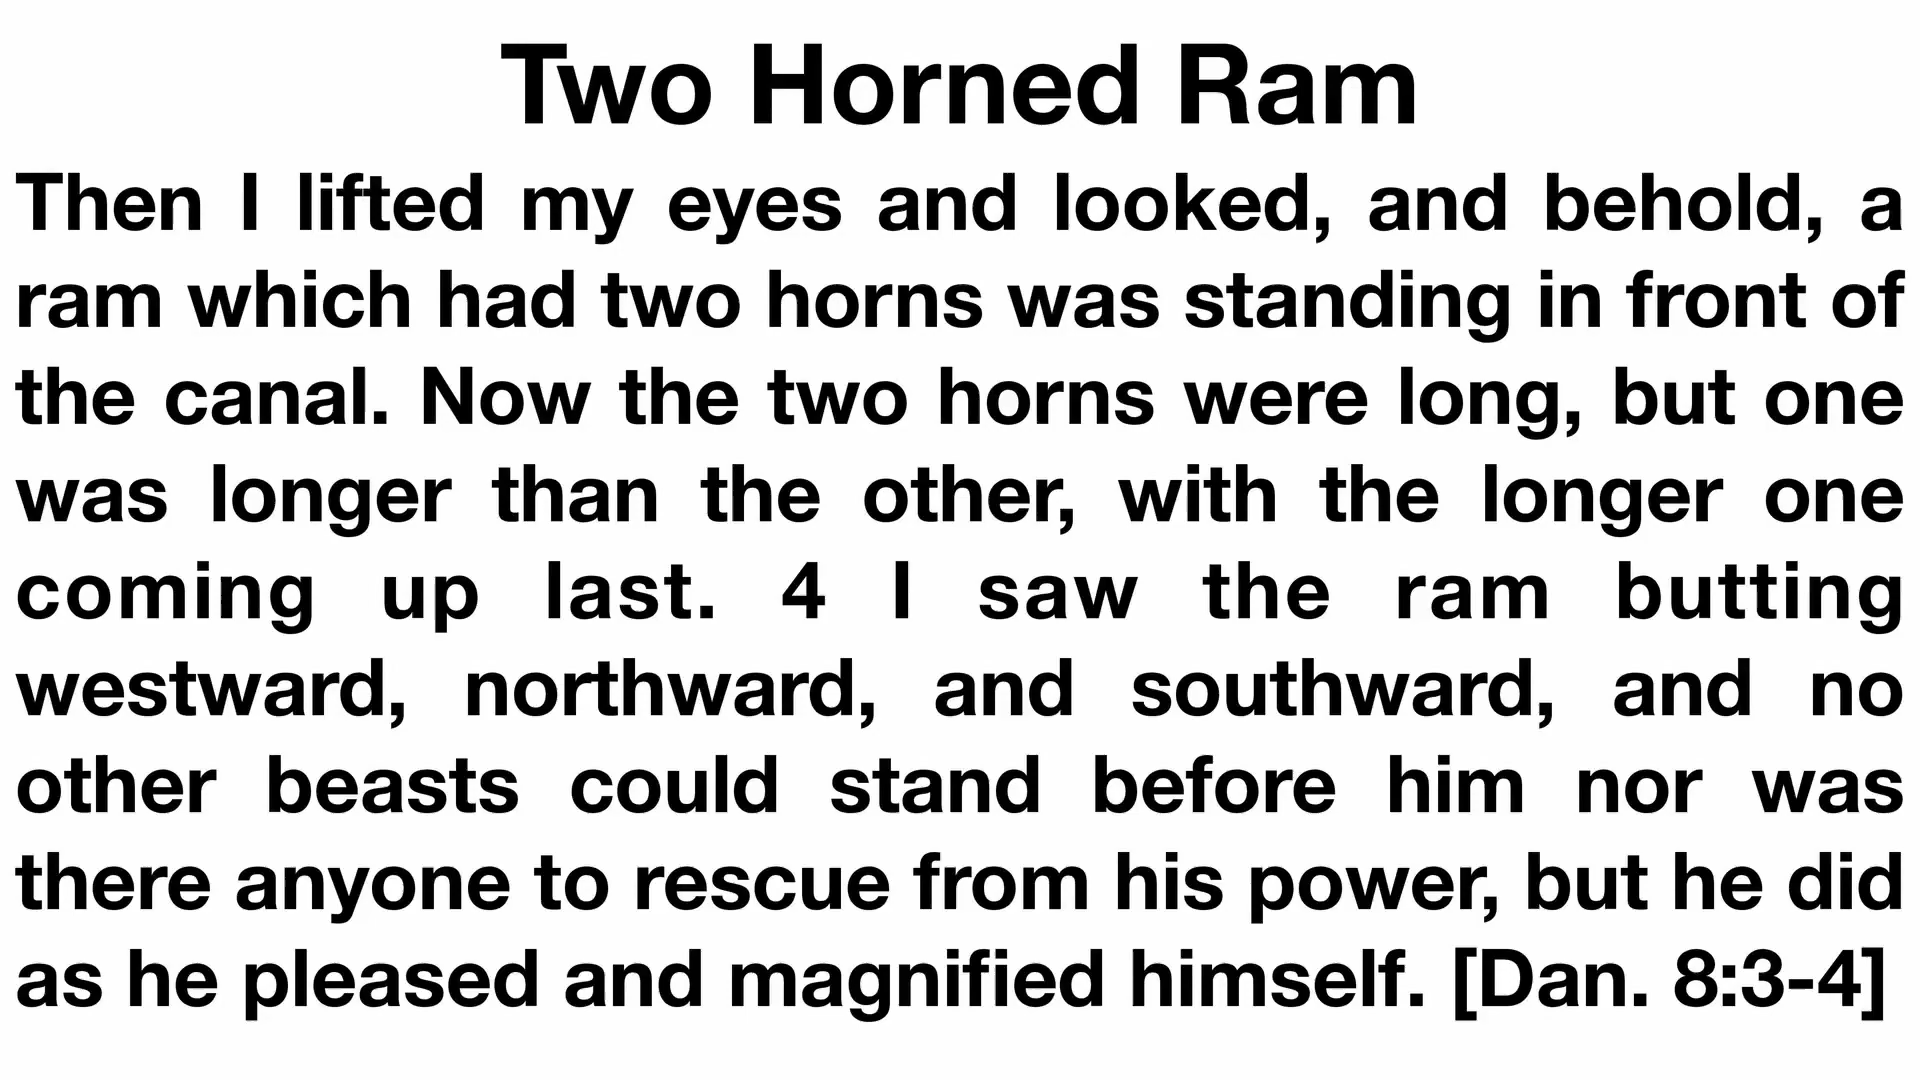 Two Horned Ram
Then I lifted my eyes and looked, and behold, a
ram which had two horns was standing in front of
the canal. Now the two horns were long, but one
was longer than the other, with the longer one
coming up last. 4 I saw the ram butting
westward, northward, and southward, and no
other beasts could stand before him nor was
there anyone to rescue from his power, but he did
as he pleased and magnified himself. [Dan. 8:3-4]